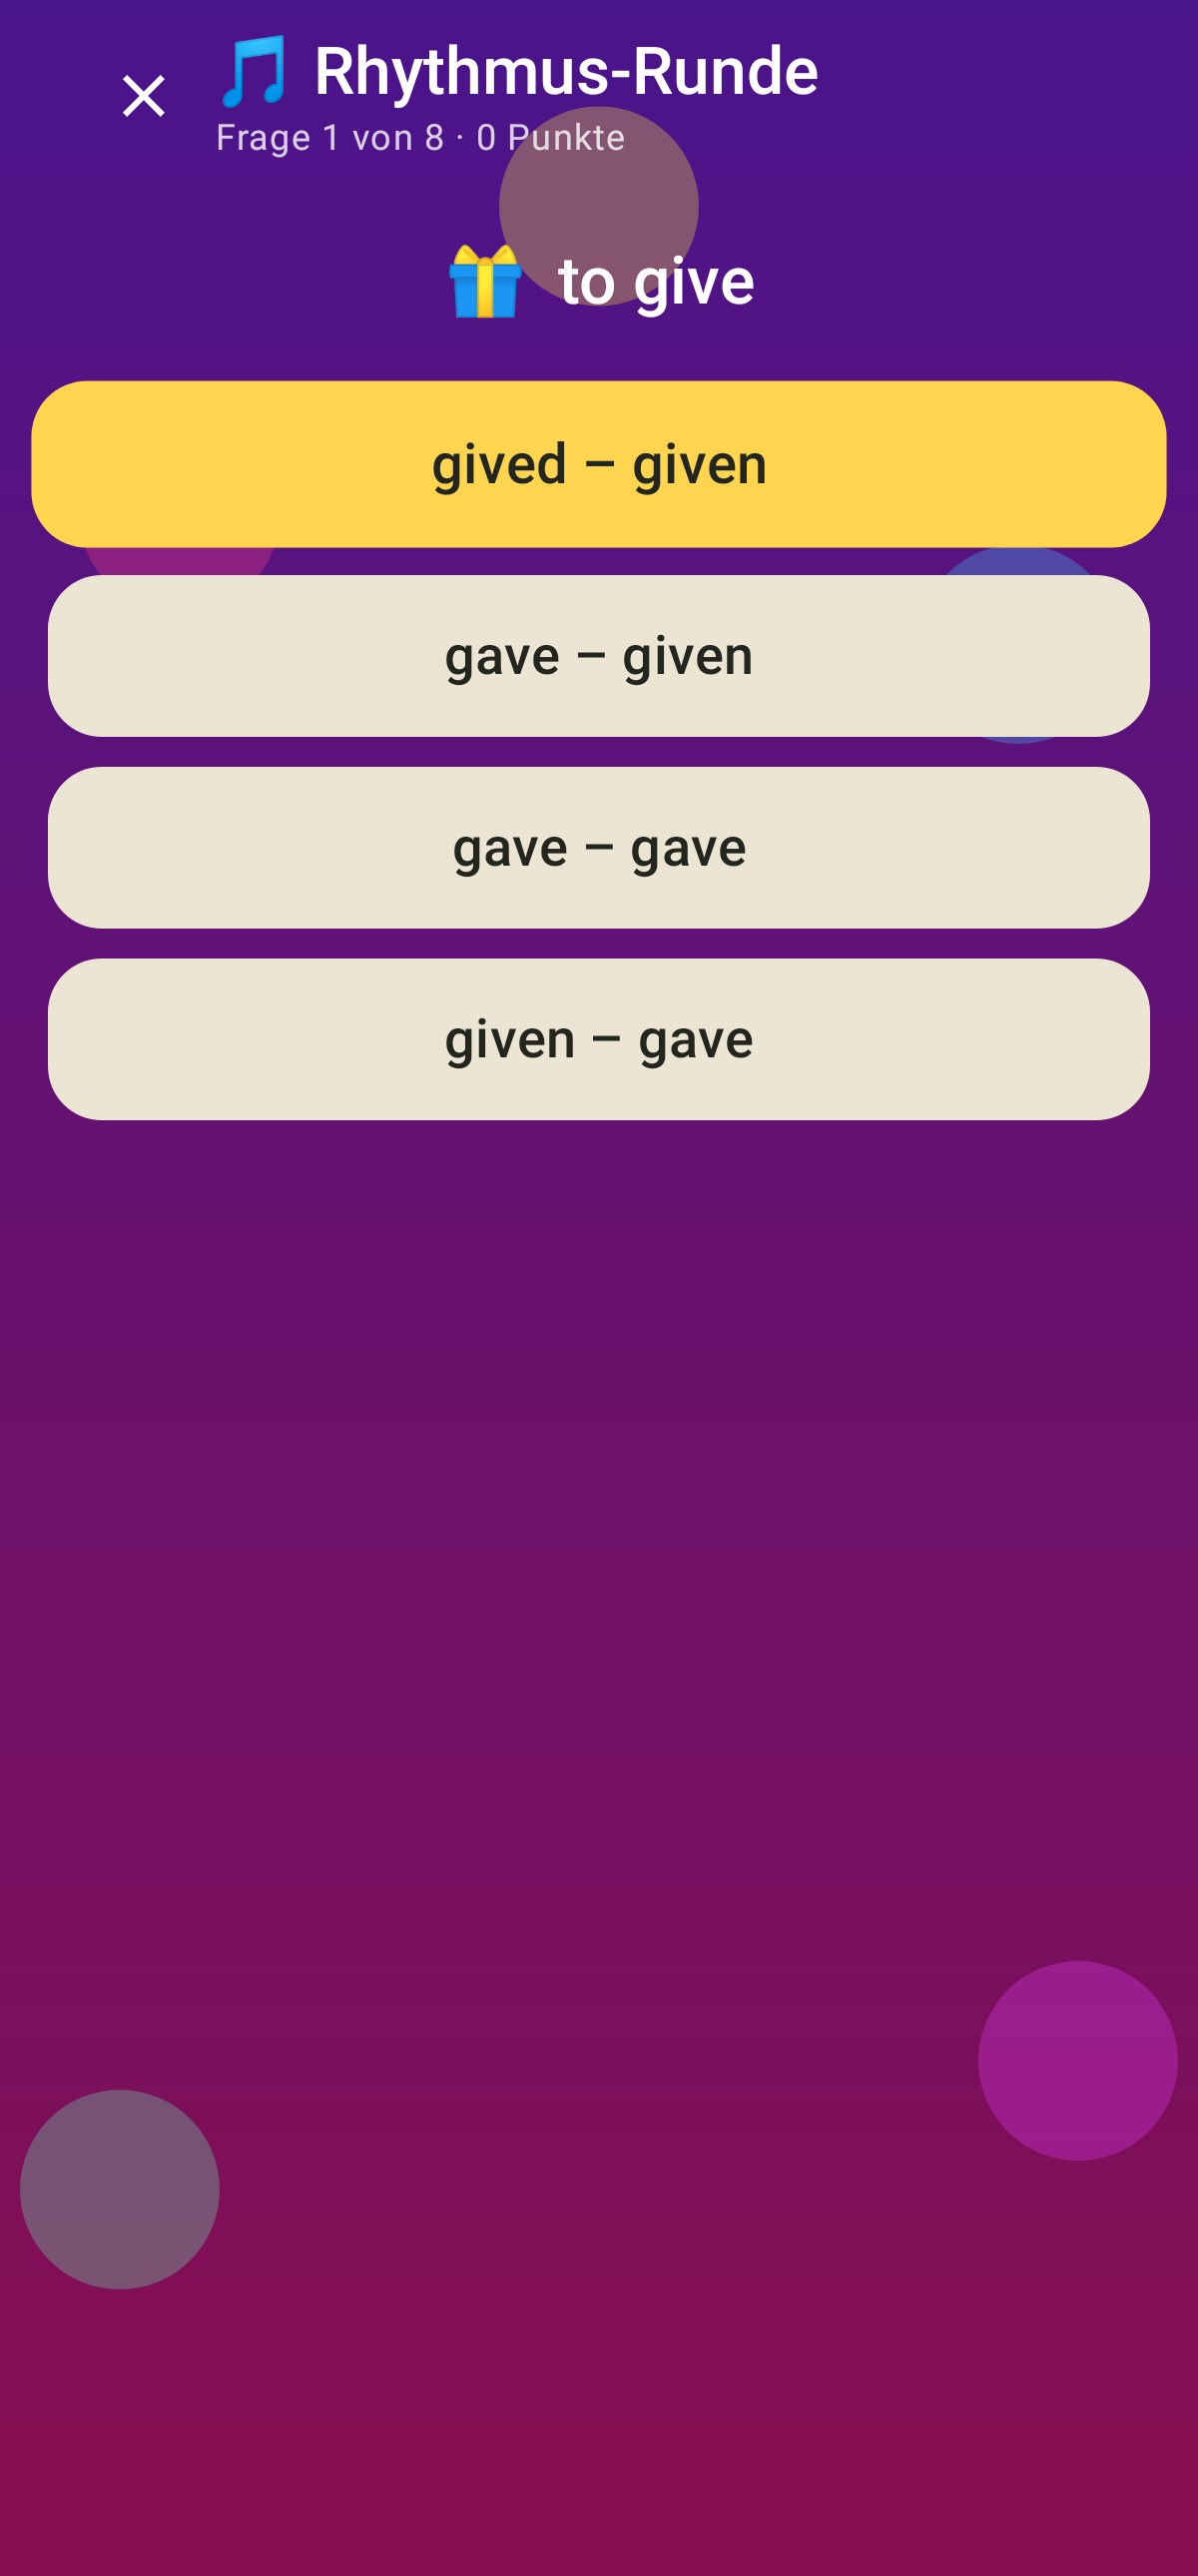 🎵 Rhythmus-Runde
Frage 1 von 8 · 0 Punkte
🎁 to give
gived – given
gave – given
gave – gave
given – gave